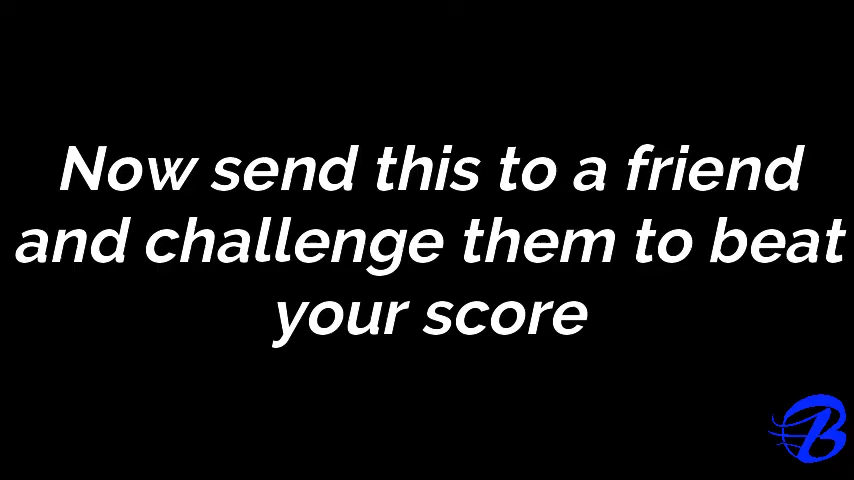 Now send this to a friend
and challenge them to beat
your score
B